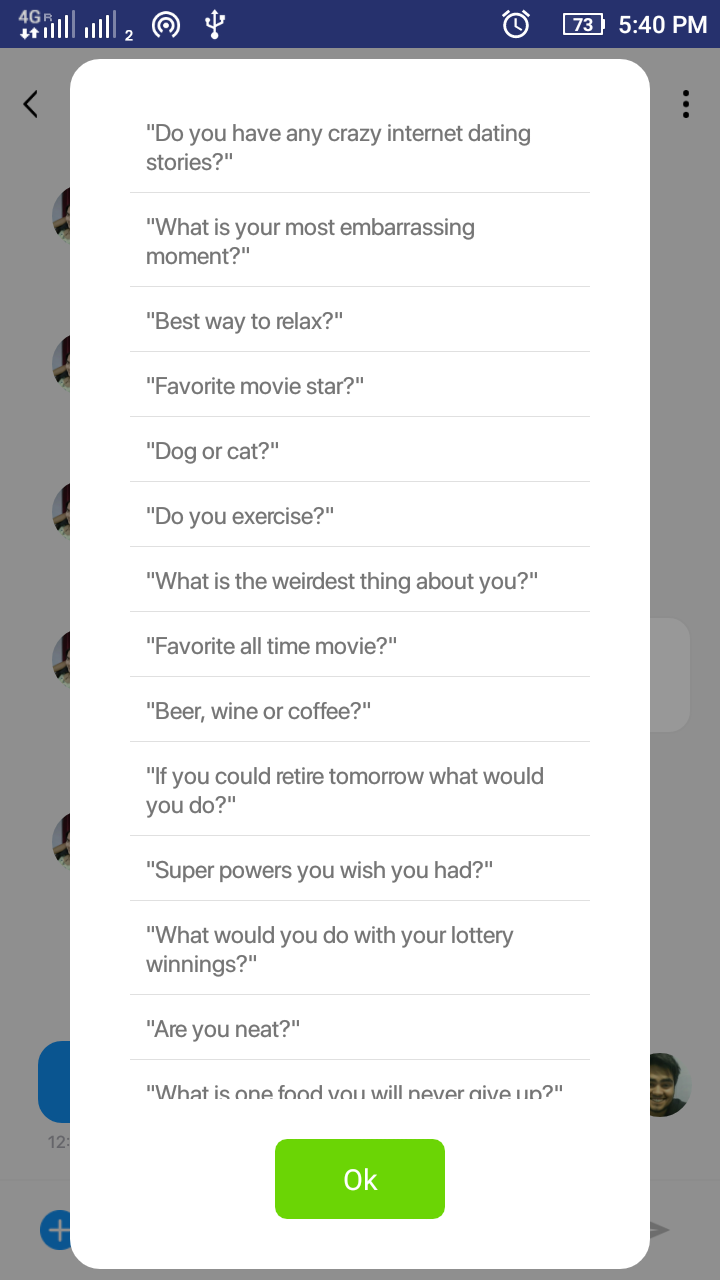 4G R 2 73 5:40 PM
"Do you have any crazy internet dating
stories?"
"What is your most embarrassing
moment?"
"Best way to relax?"
"Favorite movie star?"
"Dog or cat?"
"Do you exercise?"
"What is the weirdest thing about you?"
"Favorite all time movie?"
"Beer, wine or coffee?"
"If you could retire tomorrow what would
you do?"
"Super powers you wish you had?"
"What would you do with your lottery
winnings?"
"Are you neat?"
"What is one food you will never give up?"
12:
Ok